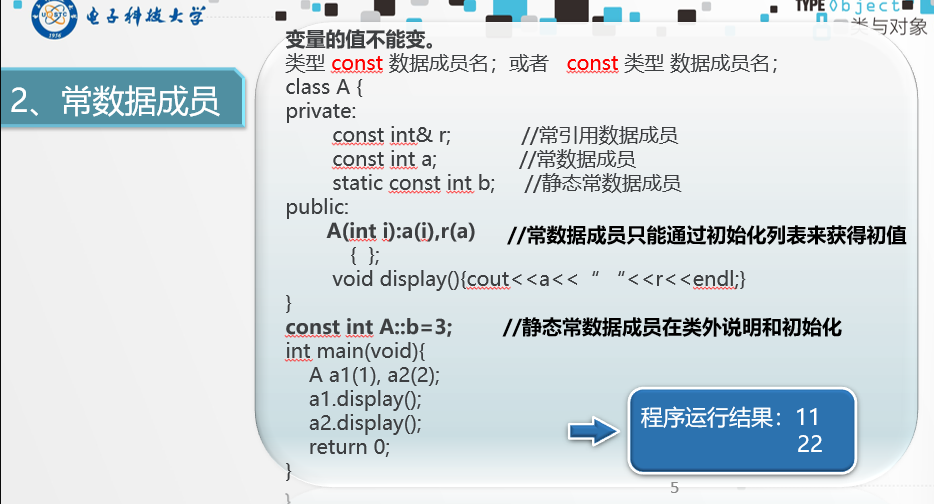 电子科技大学
1956
TYPE Object
类与对象
2、常数据成员
变量的值不能变。
类型 const 数据成员名；或者 const 类型 数据成员名；
class A {
private:
const int& r; //常引用数据成员
const int a; //常数据成员
static const int b; //静态常数据成员
public:
A(int i):a(i),r(a) //常数据成员只能通过初始化列表来获得初值
{ };
void display(){cout<<a<<“ “<<r<<endl;}
}
const int A::b=3; //静态常数据成员在类外说明和初始化
int main(void){
A a1(1), a2(2);
a1.display();
a2.display();
return 0;
}
程序运行结果：11
22
5